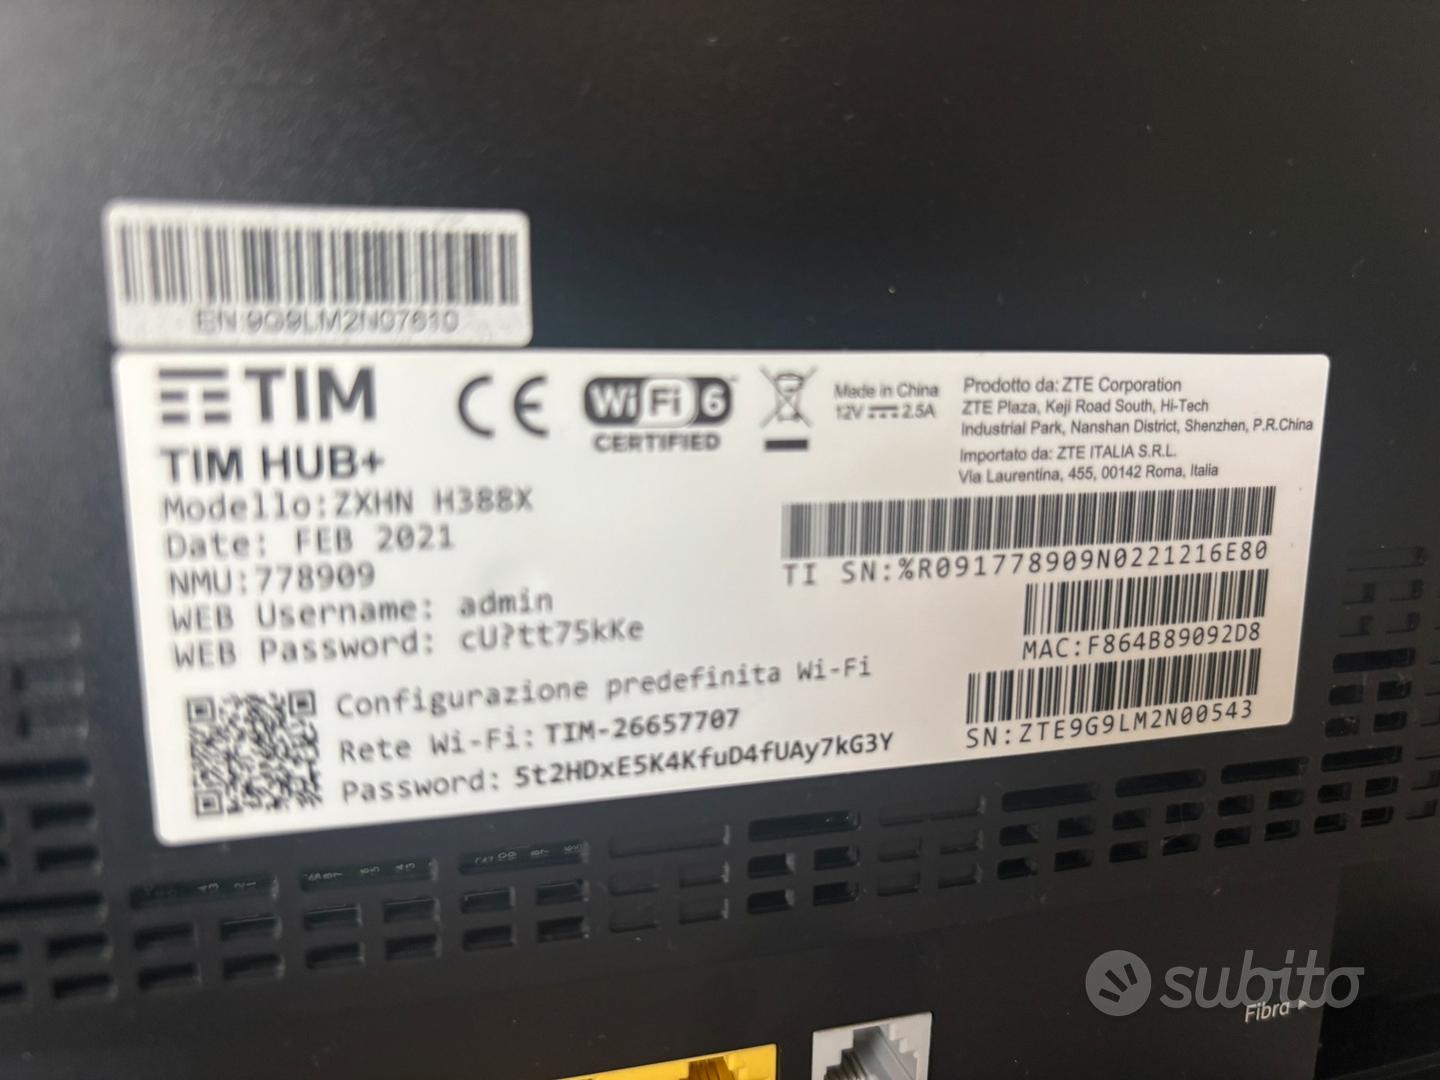 EN:9G9LM2N07610
TIM
TIM HUB+
Modello:ZXHN H388X
Date: FEB 2021
NMU:778909
WEB Username: admin
WEB Password: cU?tt75kKe
Configurazione predefinita Wi-Fi
Rete Wi-Fi: TIM-26657707
Password: 5t2HDxE5K4KfuD4fUAy7kG3Y
CE
Wi Fi 6
CERTIFIED
Made in China
12V 2.5A
Prodotto da: ZTE Corporation
ZTE Plaza, Keji Road South, Hi-Tech
Industrial Park, Nanshan District, Shenzhen, P.R.China
Importato da: ZTE ITALIA S.R.L.
Via Laurentina, 455, 00142 Roma, Italia
TI SN:%R091778909N0221216E80
MAC:F864B89092D8
SN:ZTE9G9LM2N00543
subito
Fibra